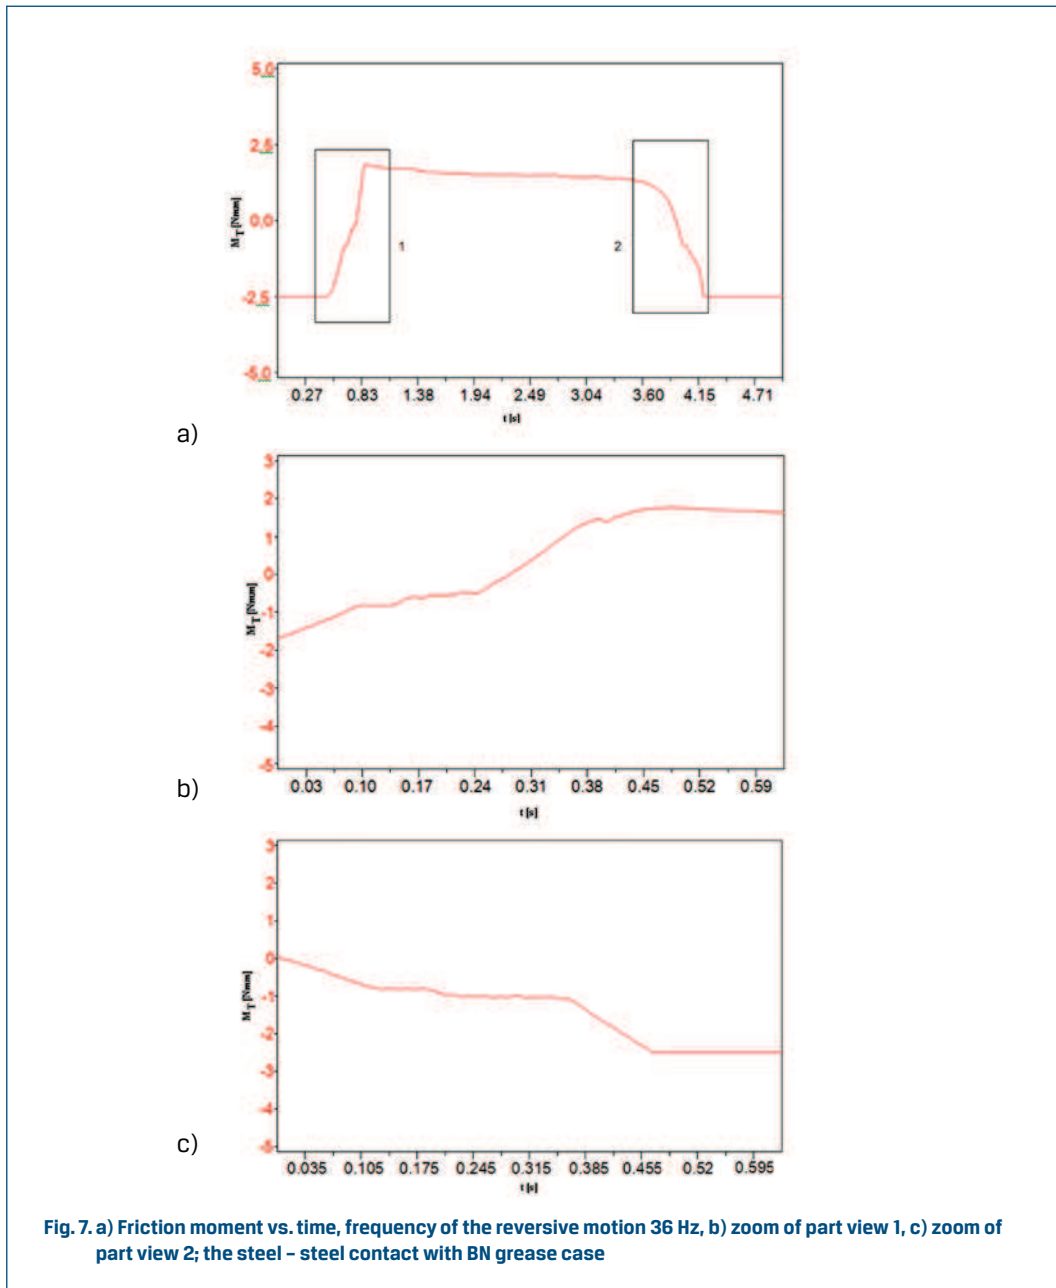 5.0
2.5
0.0
-2.5
-5.0
M_T [Nmm]
1
2
0.27 0.83 1.38 1.94 2.49 3.04 3.60 4.15 4.71
t [s]
a)
3
2
1
0
-1
-2
-3
-4
-5
M_T [Nmm]
0.03 0.10 0.17 0.24 0.31 0.38 0.45 0.52 0.59
t [s]
b)
3
2
1
0
-1
-2
-3
-4
-5
M_T [Nmm]
0.035 0.105 0.175 0.245 0.315 0.385 0.455 0.52 0.595
t [s]
c)
Fig. 7. a) Friction moment vs. time, frequency of the reversive motion 36 Hz, b) zoom of part view 1, c) zoom of
part view 2; the steel – steel contact with BN grease case